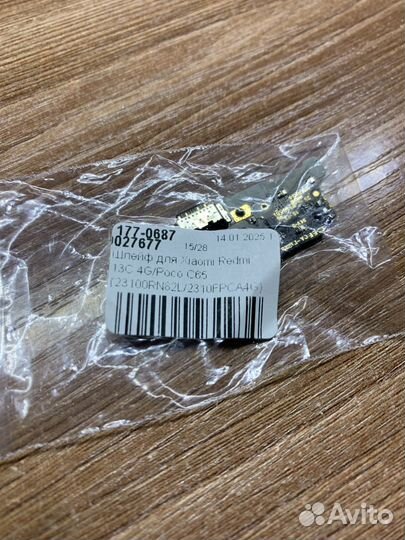 177-0687
0027677
15/28
14.01.2025 1
Шлейф для Xiaomi Redmi
13C 4G/Poco C65
(23100RN82L/2310FPCA4G)
Avito